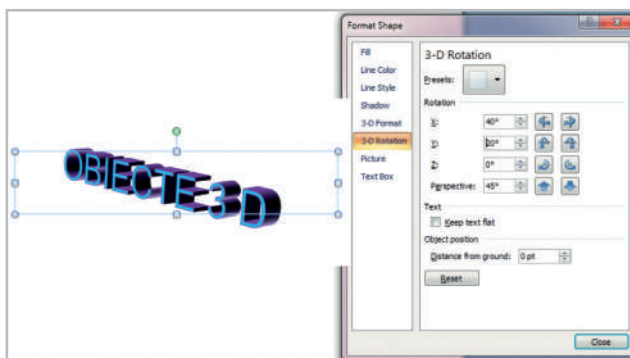 Format Shape
Fill
Line Color
Line Style
Shadow
3-D Format
3-D Rotation
Picture
Text Box
3-D Rotation
Presets:
Rotation
X: 40°
Y: 20°
Z: 0°
Perspective: 45°
Text
Keep text flat
Object position
Distance from ground: 0 pt
Reset
Close
OBIECTE 3D